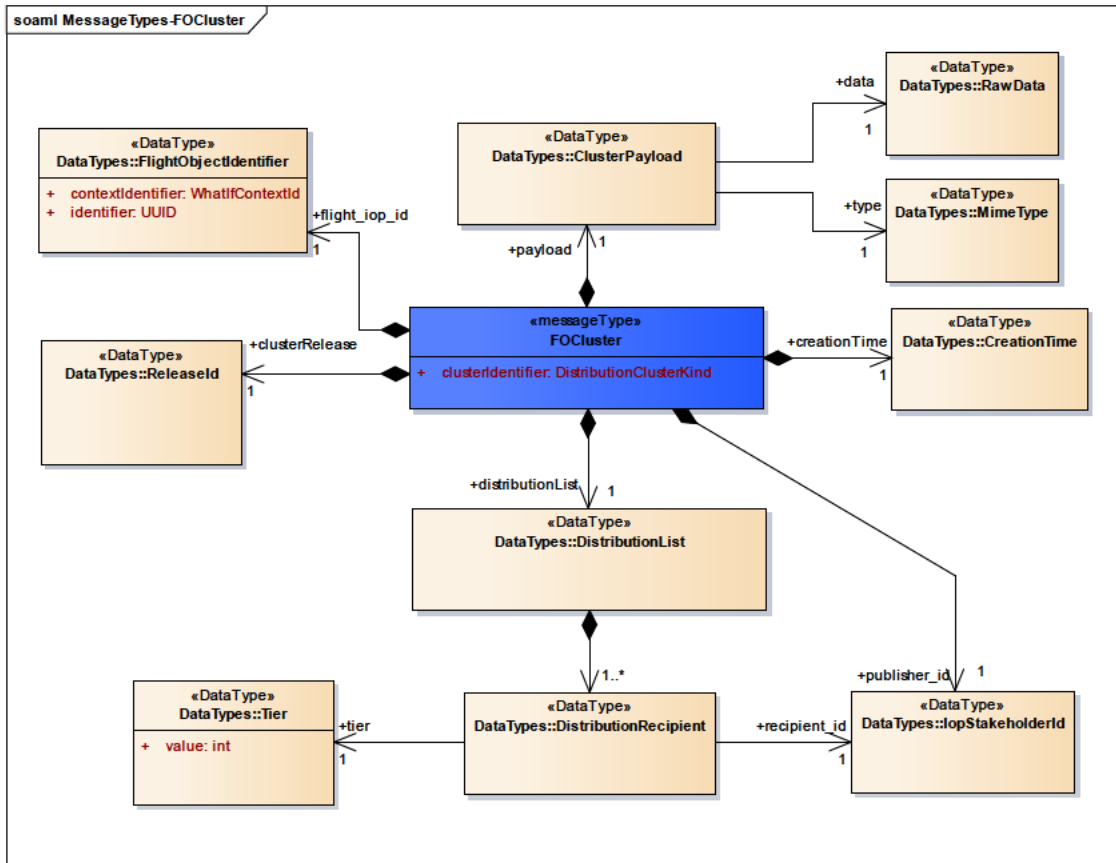 soaml MessageTypes-FOCluster
«DataType»
DataTypes::RawData
+data
1
«DataType»
DataTypes::FlightObjectIdentifier
+ contextIdentifier: WhatIfContextId
+ identifier: UUID
«DataType»
DataTypes::ClusterPayload
«DataType»
DataTypes::MimeType
+type
1
+flight_iop_id
1
+payload
1
«messageType»
FOCluster
+ clusterIdentifier: DistributionClusterKind
+creationTime
1
«DataType»
DataTypes::CreationTime
«DataType»
DataTypes::ReleaseId
+clusterRelease
1
+distributionList
1
«DataType»
DataTypes::DistributionList
1..*
+publisher_id
1
«DataType»
DataTypes::Tier
+ value: int
+tier
1
«DataType»
DataTypes::DistributionRecipient
+recipient_id
1
«DataType»
DataTypes::IopStakeholderId